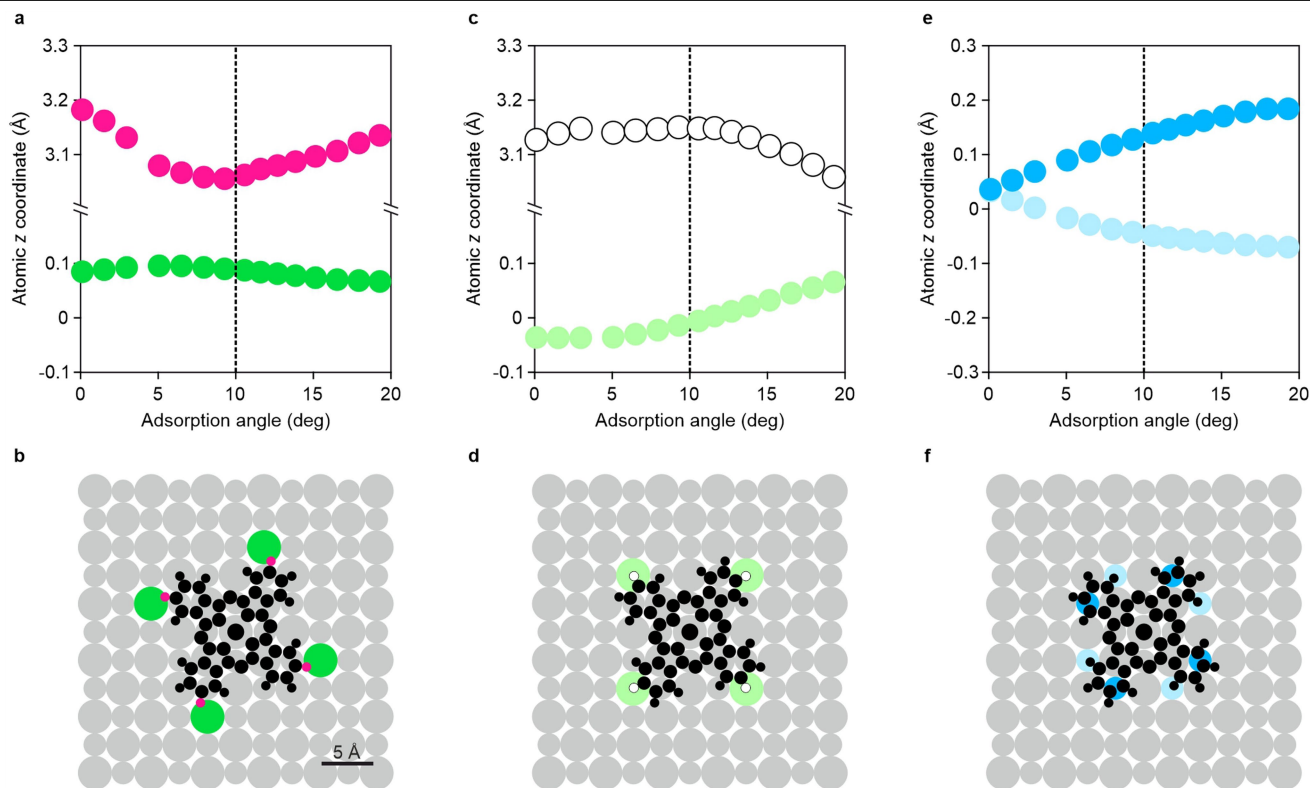 a
3.3
3.2
3.1
0.1
0
-0.1
Atomic z coordinate (Å)
0 5 10 15 20
Adsorption angle (deg)
c
3.3
3.2
3.1
0.1
0
-0.1
Atomic z coordinate (Å)
0 5 10 15 20
Adsorption angle (deg)
e
0.3
0.2
0.1
0
-0.1
-0.2
-0.3
Atomic z coordinate (Å)
0 5 10 15 20
Adsorption angle (deg)
b
5 Å
d
f